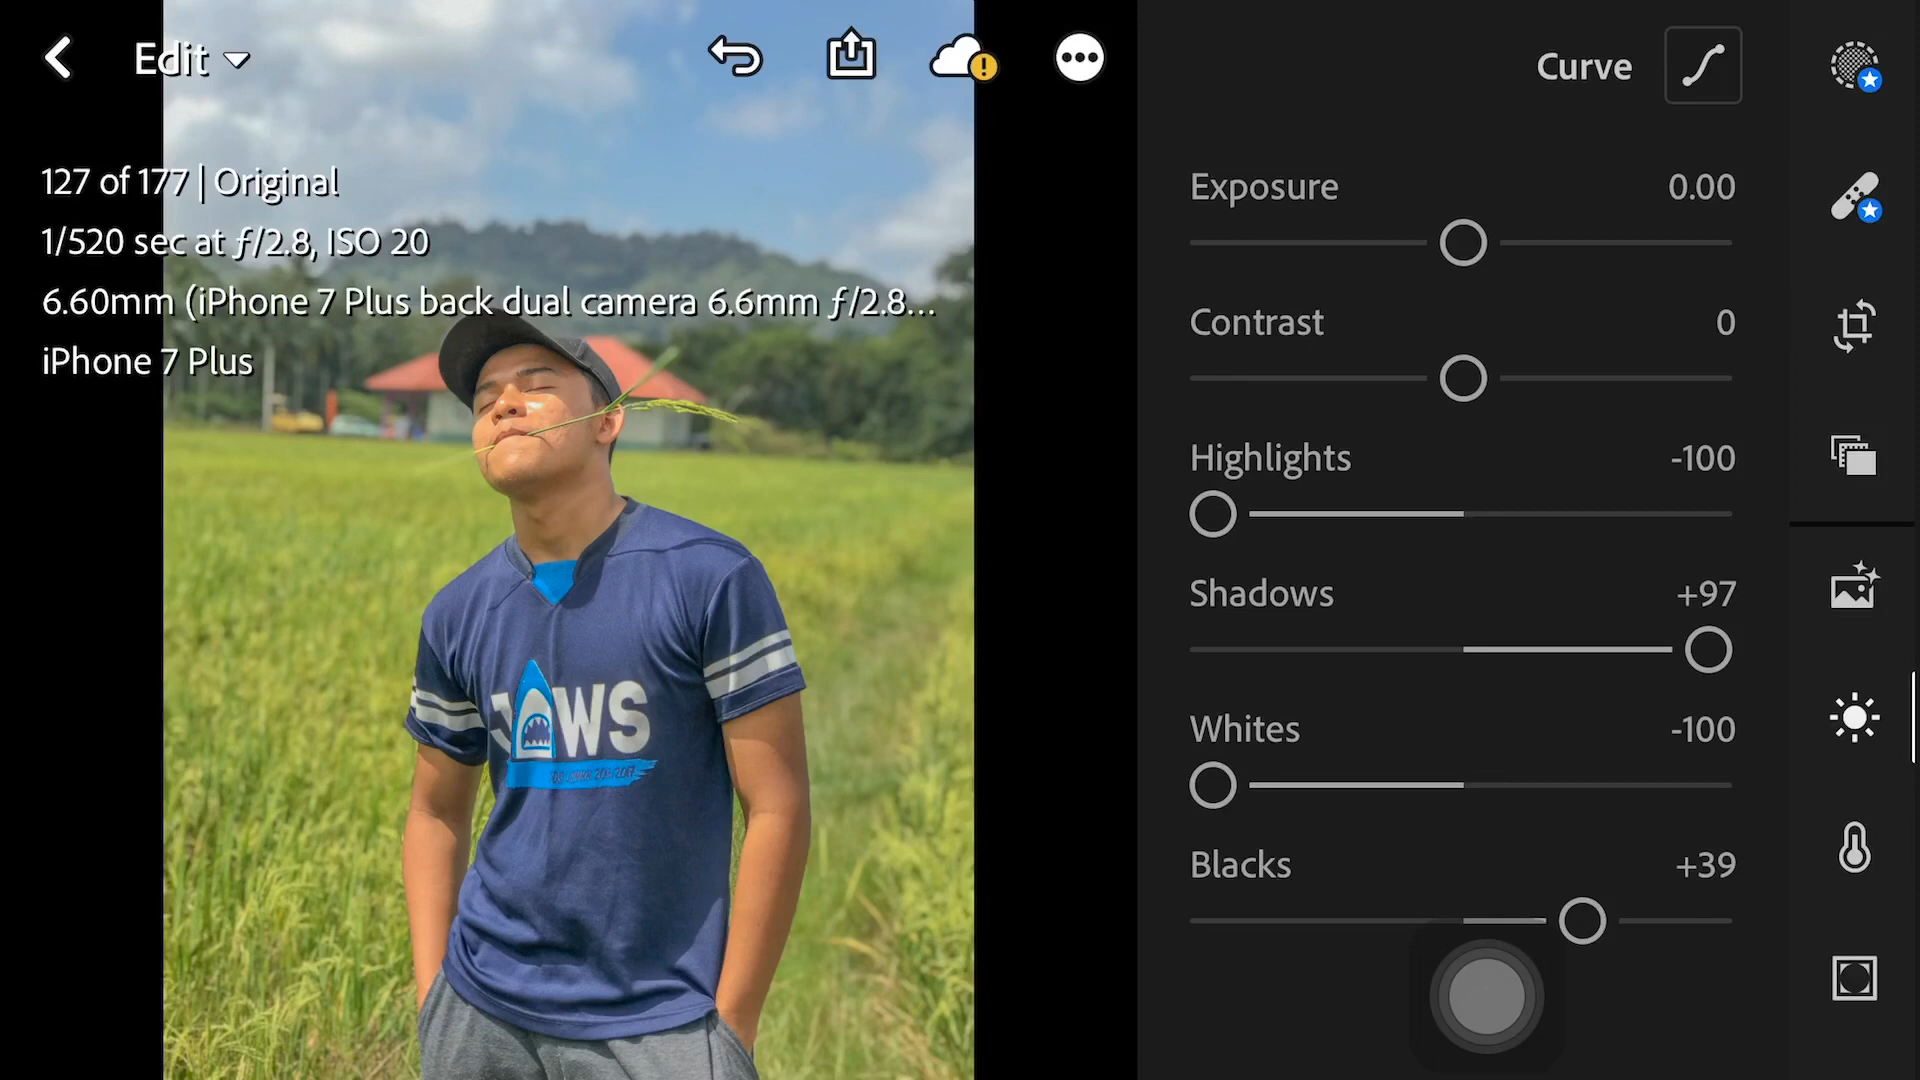 Edit
Curve
127 of 177 | Original
1/520 sec at ƒ/2.8, ISO 20
6.60mm (iPhone 7 Plus back dual camera 6.6mm ƒ/2.8...
iPhone 7 Plus
Exposure 0.00
Contrast 0
Highlights -100
Shadows +97
Whites -100
Blacks +39
JAWS